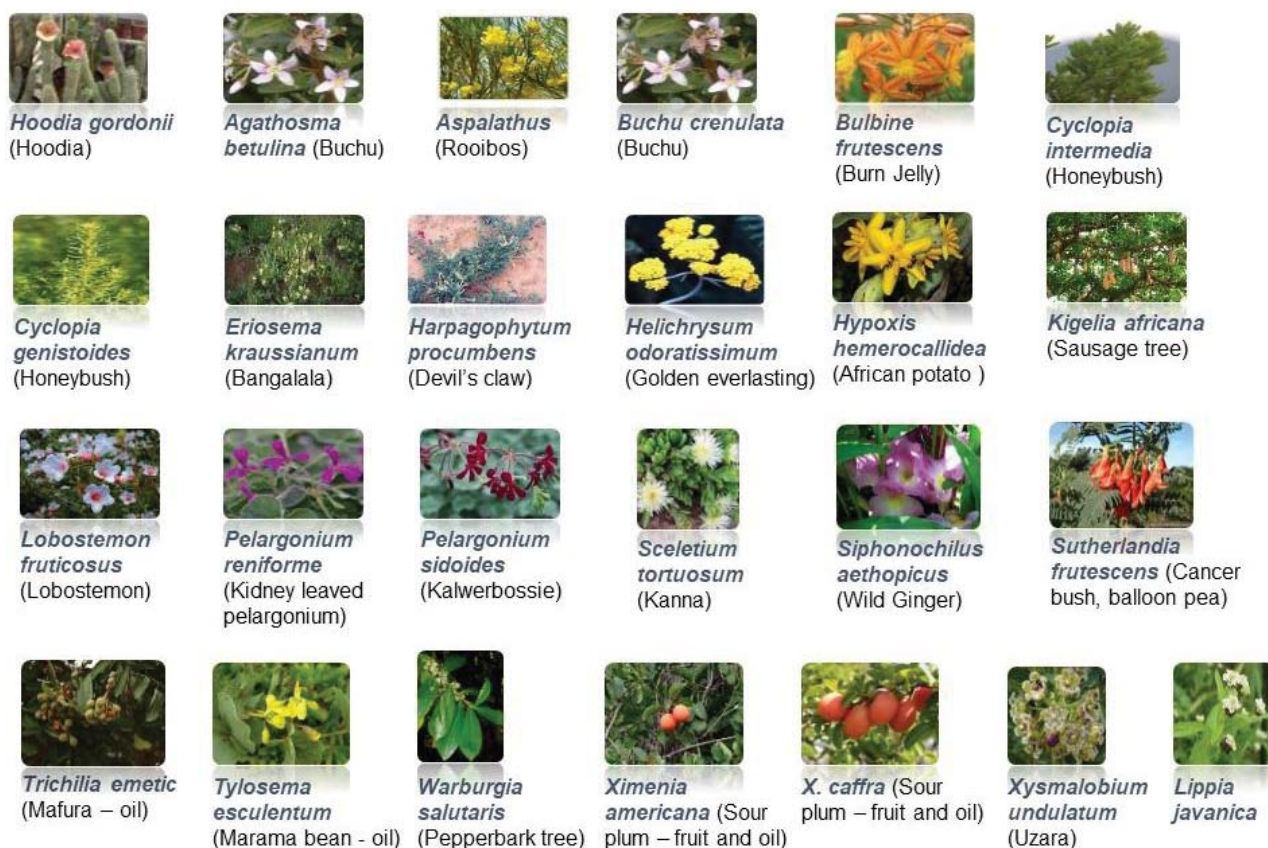 Hoodia gordonii
(Hoodia)
Agathosma
betulina (Buchu)
Aspalathus
(Rooibos)
Buchu crenulata
(Buchu)
Bulbine
frutescens
(Burn Jelly)
Cyclopia
intermedia
(Honeybush)
Cyclopia
genistoides
(Honeybush)
Eriosema
kraussianum
(Bangalala)
Harpagophytum
procumbens
(Devil's claw)
Helichrysum
odoratissimum
(Golden everlasting)
Hypoxis
hemerocallidea
(African potato )
Kigelia africana
(Sausage tree)
Lobostemon
fruticosus
(Lobostemon)
Pelargonium
reniforme
(Kidney leaved
pelargonium)
Pelargonium
sidoides
(Kalwerbossie)
Sceletium
tortuosum
(Kanna)
Siphonochilus
aethopicus
(Wild Ginger)
Sutherlandia
frutescens (Cancer
bush, balloon pea)
Trichilia emetic
(Mafura – oil)
Tylosema
esculentum
(Marama bean - oil)
Warburgia
salutaris
(Pepperbark tree)
Ximenia
americana (Sour
plum – fruit and oil)
X. caffra (Sour
plum – fruit and oil)
Xysmalobium
undulatum
(Uzara)
Lippia
javanica